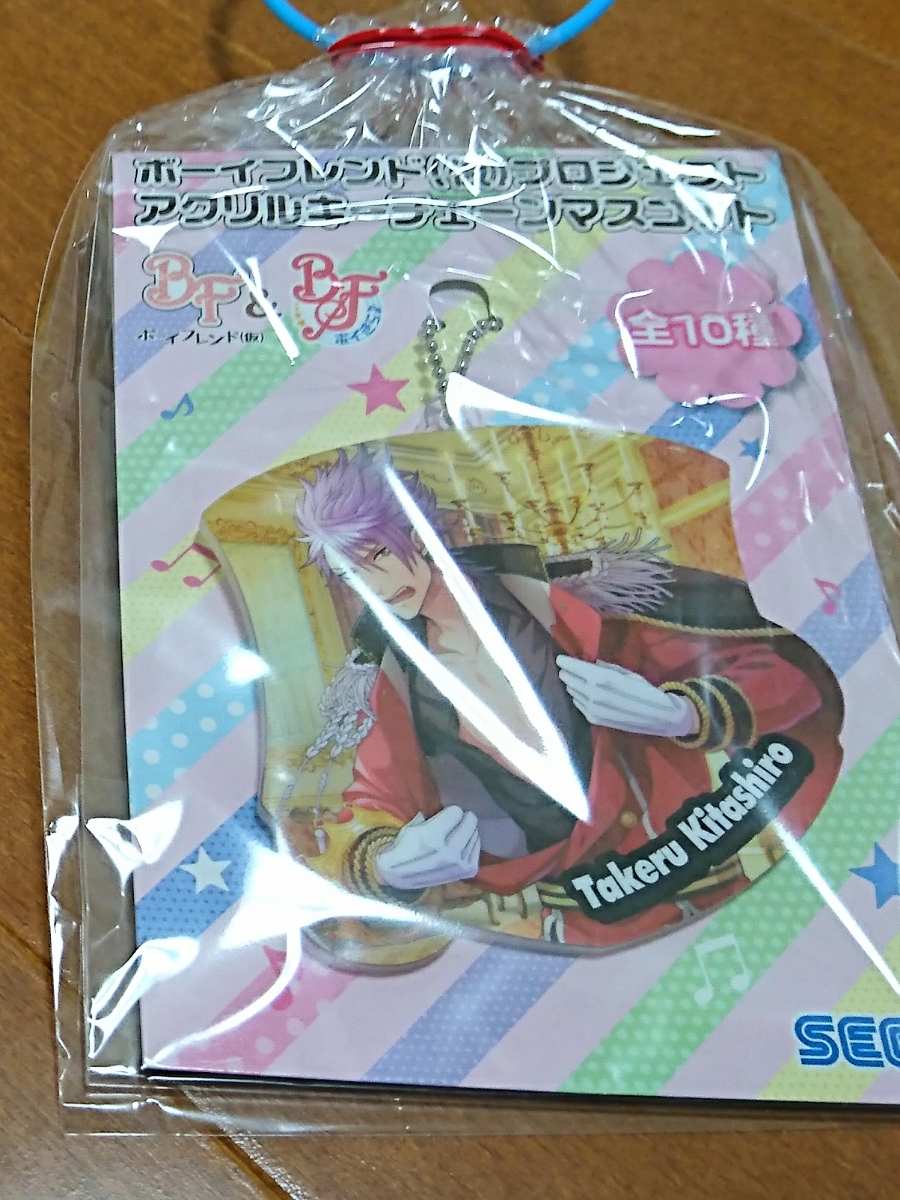 ボーイフレンド(仮)プロジェクト
アクリルキーチェーンマスコット
BF & BF
ボーイフレンド(仮)
全10種
Takeru Kitashiro
SEG